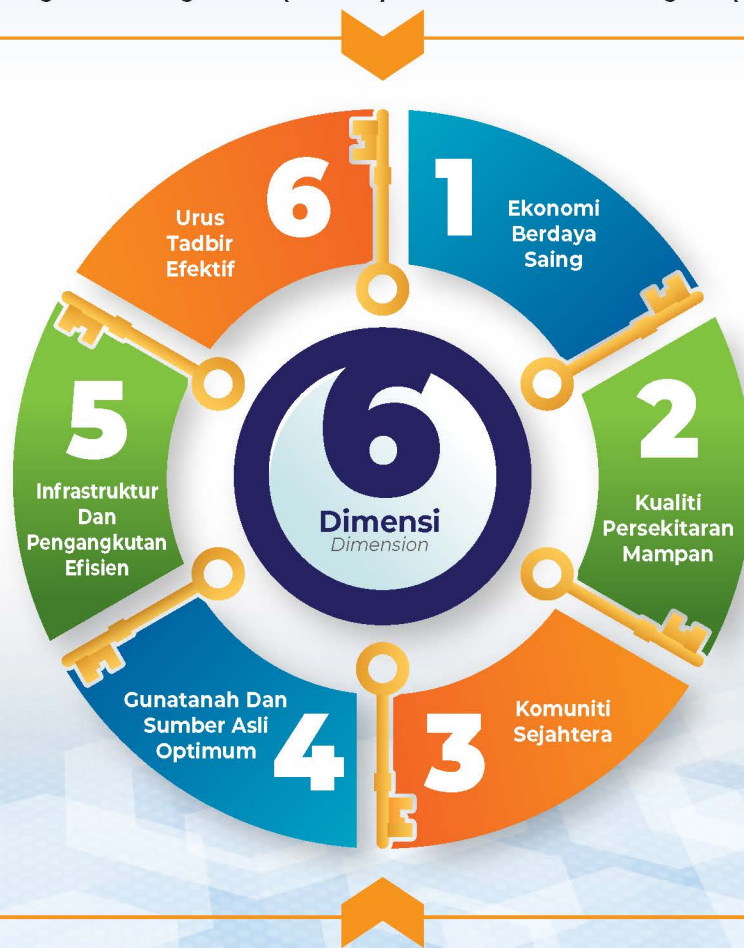 6
Dimensi
Dimension
1
Ekonomi
Berdaya
Saing
2
Kualiti
Persekitaran
Mampan
3
Komuniti
Sejahtera
4
Gunatanah Dan
Sumber Asli
Optimum
5
Infrastruktur
Dan
Pengangkutan
Efisien
6
Urus
Tadbir
Efektif